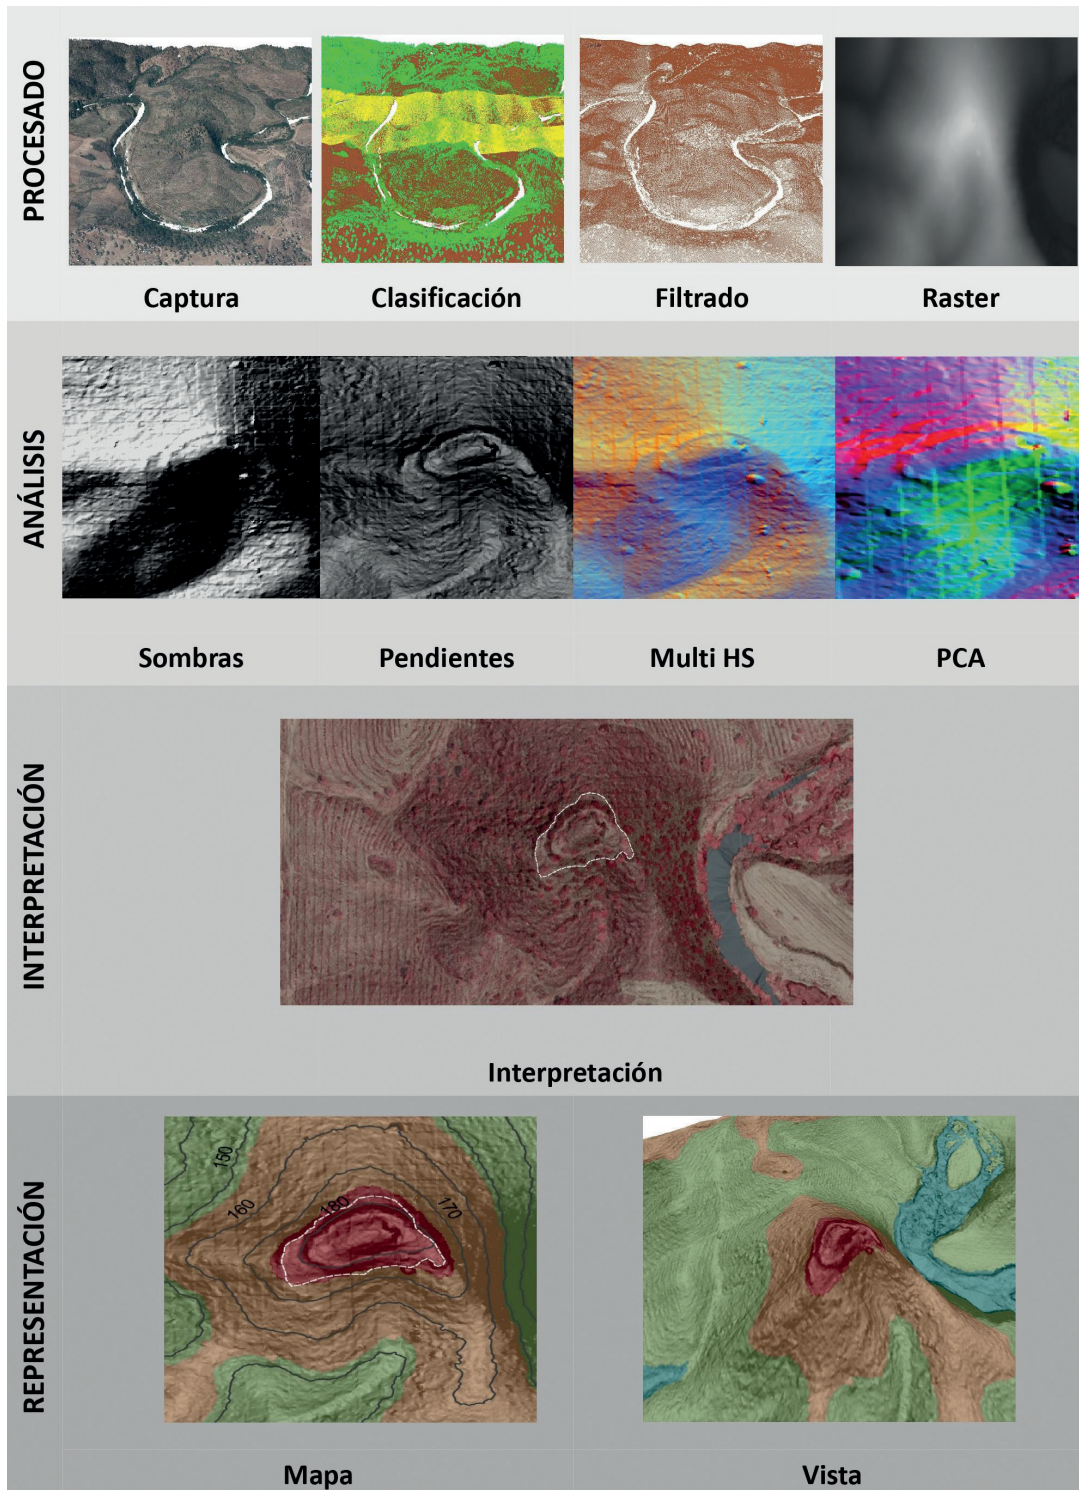 PROCESADO
Captura
Clasificación
Filtrado
Raster
ANÁLISIS
Sombras
Pendientes
Multi HS
PCA
INTERPRETACIÓN
Interpretación
REPRESENTACIÓN
150
160
180
170
Mapa
Vista